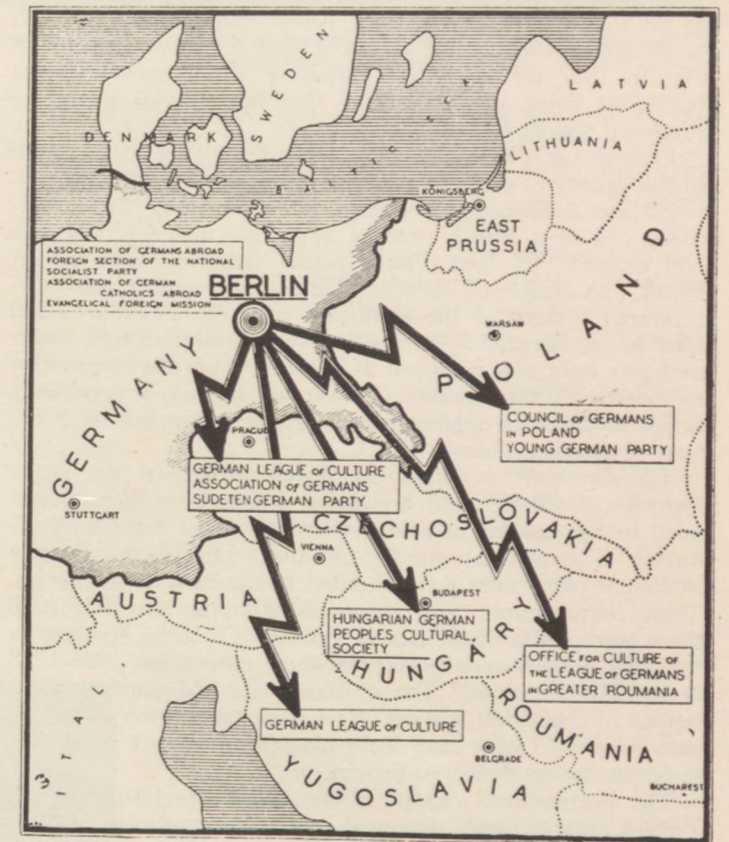 SWEDEN
LATVIA
DENMARK
LITHUANIA
BALTIC SEA
KÖNIGSBERG
EAST
PRUSSIA
ASSOCIATION OF GERMANS ABROAD
FOREIGN SECTION OF THE NATIONAL
SOCIALIST PARTY
ASSOCIATION OF GERMAN
CATHOLICS ABROAD
EVANGELICAL FOREIGN MISSION
BERLIN
WARSAW
POLAND
GERMANY
COUNCIL OF GERMANS
IN POLAND
YOUNG GERMAN PARTY
PRAGUE
GERMAN LEAGUE OF CULTURE
ASSOCIATION OF GERMANS
SUDETEN GERMAN PARTY
STUTTGART
CZECHOSLOVAKIA
VIENNA
AUSTRIA
BUDAPEST
HUNGARIAN GERMAN
PEOPLES CULTURAL
SOCIETY
HUNGARY
OFFICE FOR CULTURE OF
THE LEAGUE OF GERMANS
IN GREATER ROUMANIA
ROUMANIA
GERMAN LEAGUE OF CULTURE
ITALY
BELGRADE
YUGOSLAVIA
BUCHAREST